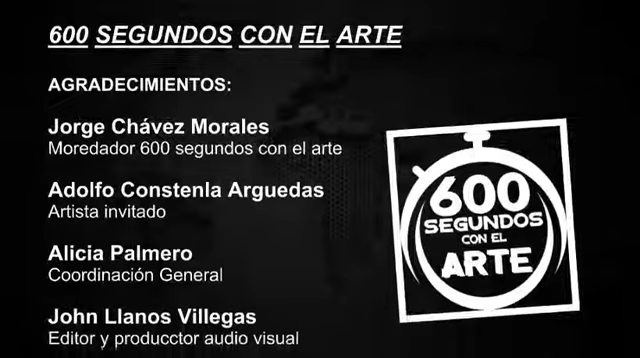 600 SEGUNDOS CON EL ARTE
AGRADECIMIENTOS:
Jorge Chávez Morales
Moredador 600 segundos con el arte
Adolfo Constenla Arguedas
Artista invitado
Alicia Palmero
Coordinación General
John Llanos Villegas
Editor y producctor audio visual
600
SEGUNDOS
CON EL
ARTE